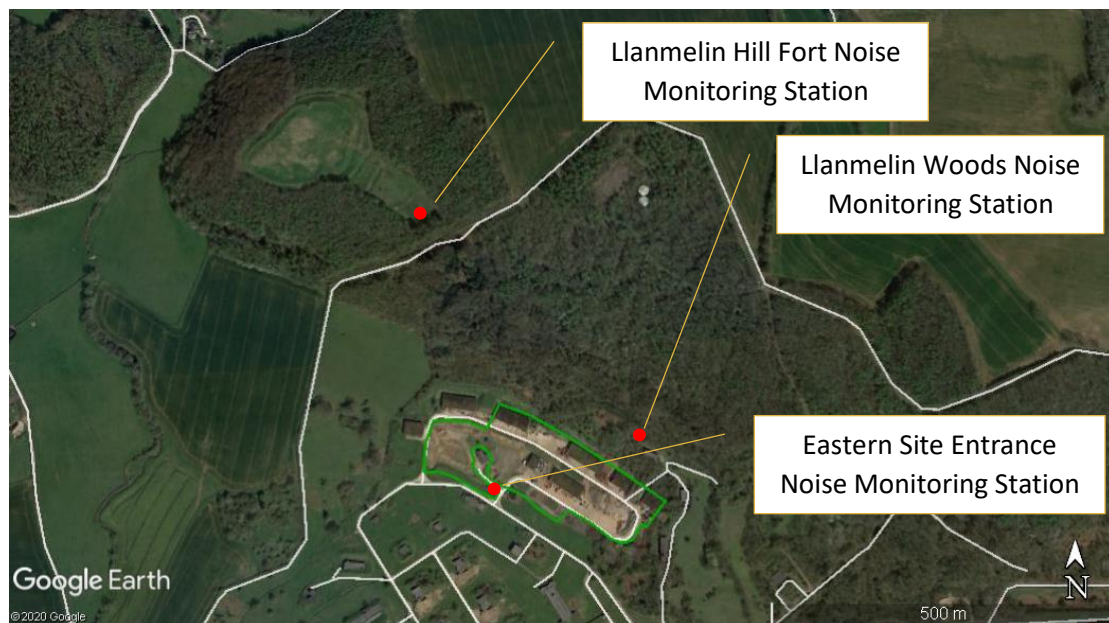 Llanmelin Hill Fort Noise
Monitoring Station
Llanmelin Woods Noise
Monitoring Station
Eastern Site Entrance
Noise Monitoring Station
Google Earth
© 2020 Google
N
500 m